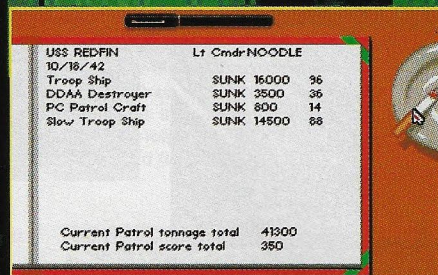 USS REDFIN Lt Cmdr NOODLE
10/18/42
Troop Ship SUNK 16000 96
DDAA Destroyer SUNK 3500 36
PC Patrol Craft SUNK 800 14
Slow Troop Ship SUNK 14500 88
Current Patrol tonnage total 41300
Current Patrol score total 350